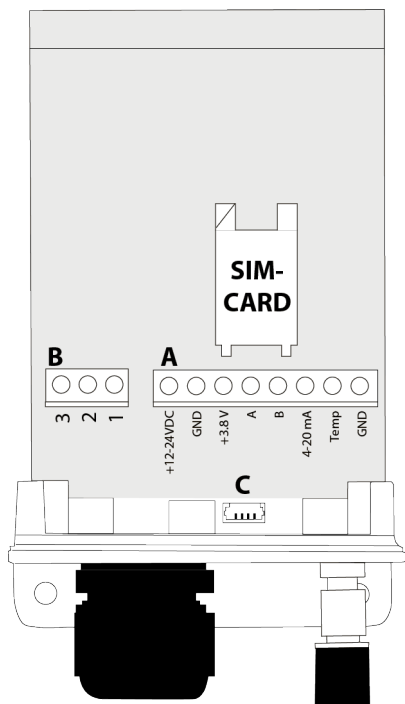 SIM-
CARD
B
A
3
2
1
+12-24VDC
GND
+3.8 V
A
B
4-20 mA
Temp
GND
C